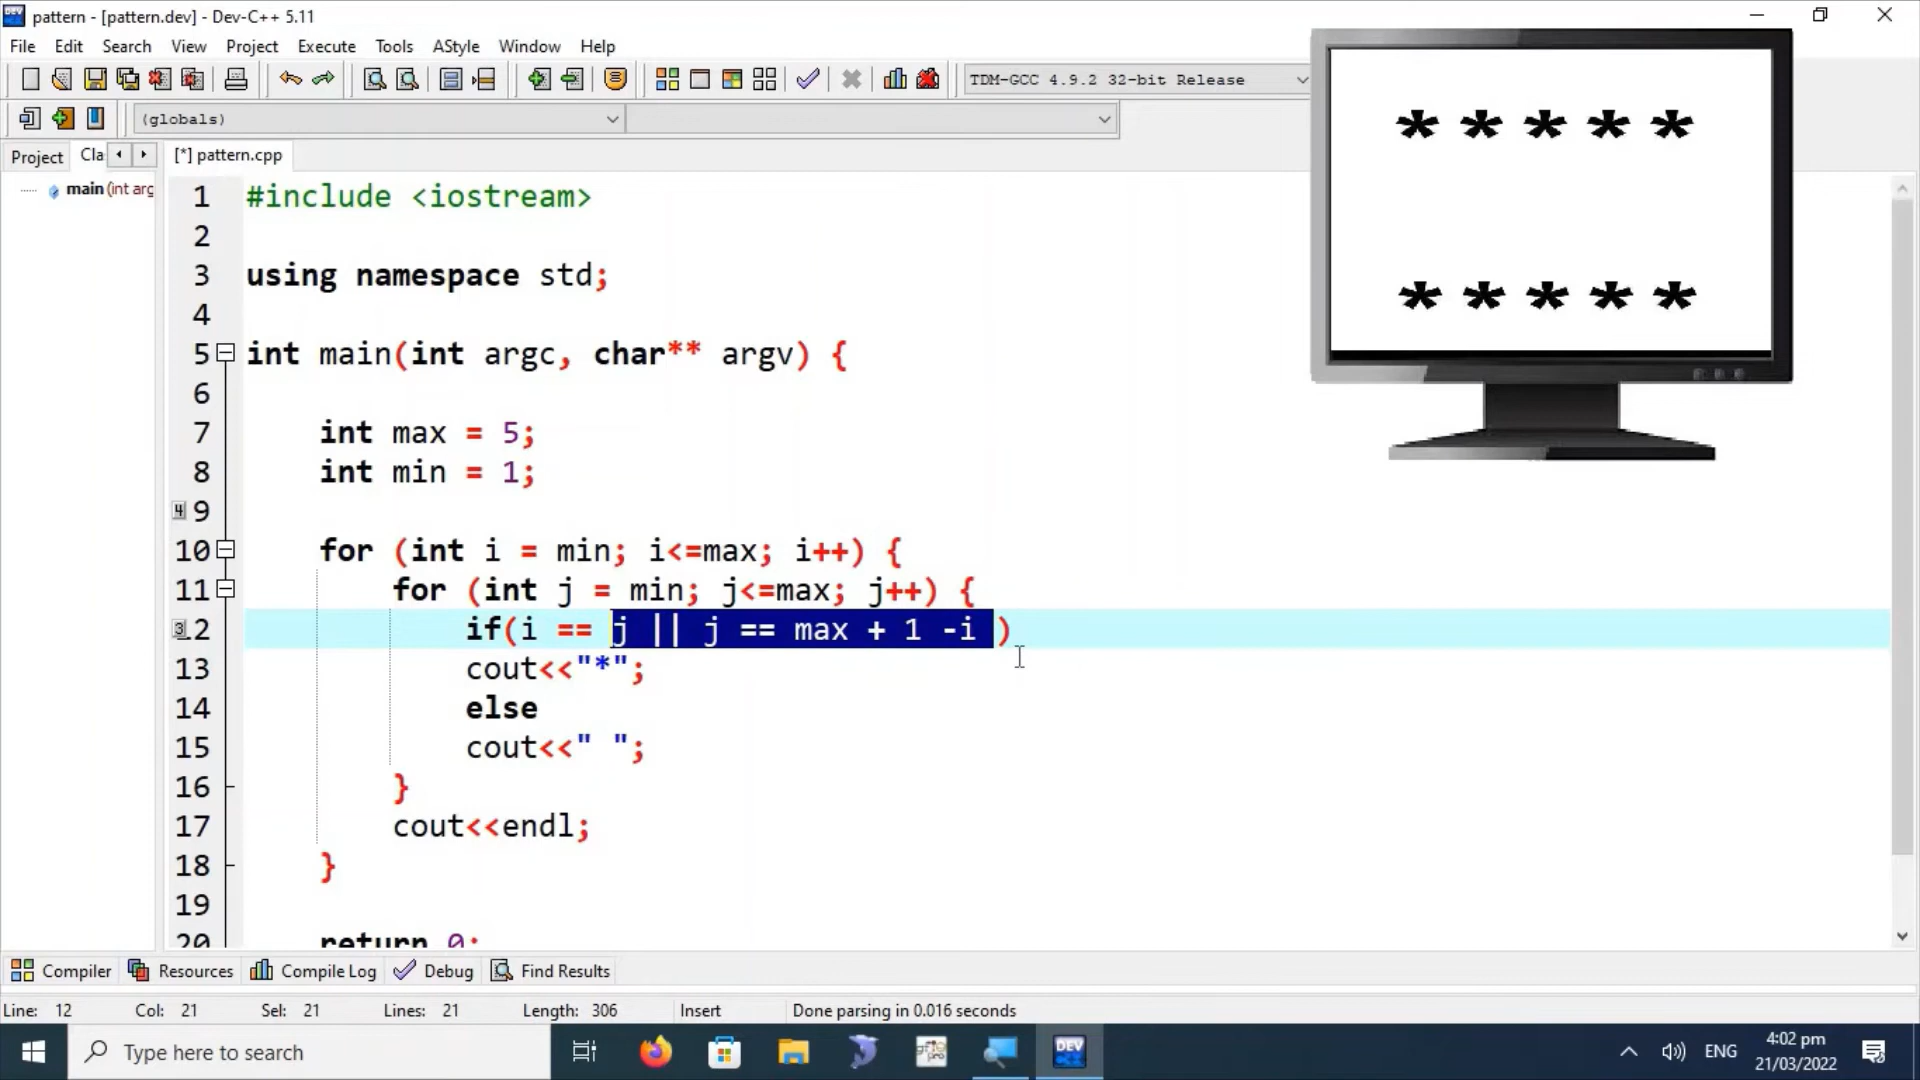 pattern - [pattern.dev] - Dev-C++ 5.11
File Edit Search View Project Execute Tools AStyle Window Help
TDM-GCC 4.9.2 32-bit Release
(globals)
Project Cla [*] pattern.cpp
main (int arg
1 #include <iostream>
2
3 using namespace std;
4
5 int main(int argc, char** argv) {
6
7 int max = 5;
8 int min = 1;
9
10 for (int i = min; i<=max; i++) {
11 for (int j = min; j<=max; j++) {
12 if(i == j || j == max + 1 -i )
13 cout<<"*";
14 else
15 cout<<" ";
16 }
17 cout<<endl;
18 }
19
20 return 0;
* * * * *
* * * * *
Compiler Resources Compile Log Debug Find Results
Line: 12 Col: 21 Sel: 21 Lines: 21 Length: 306 Insert Done parsing in 0.016 seconds
Type here to search
ENG
4:02 pm
21/03/2022